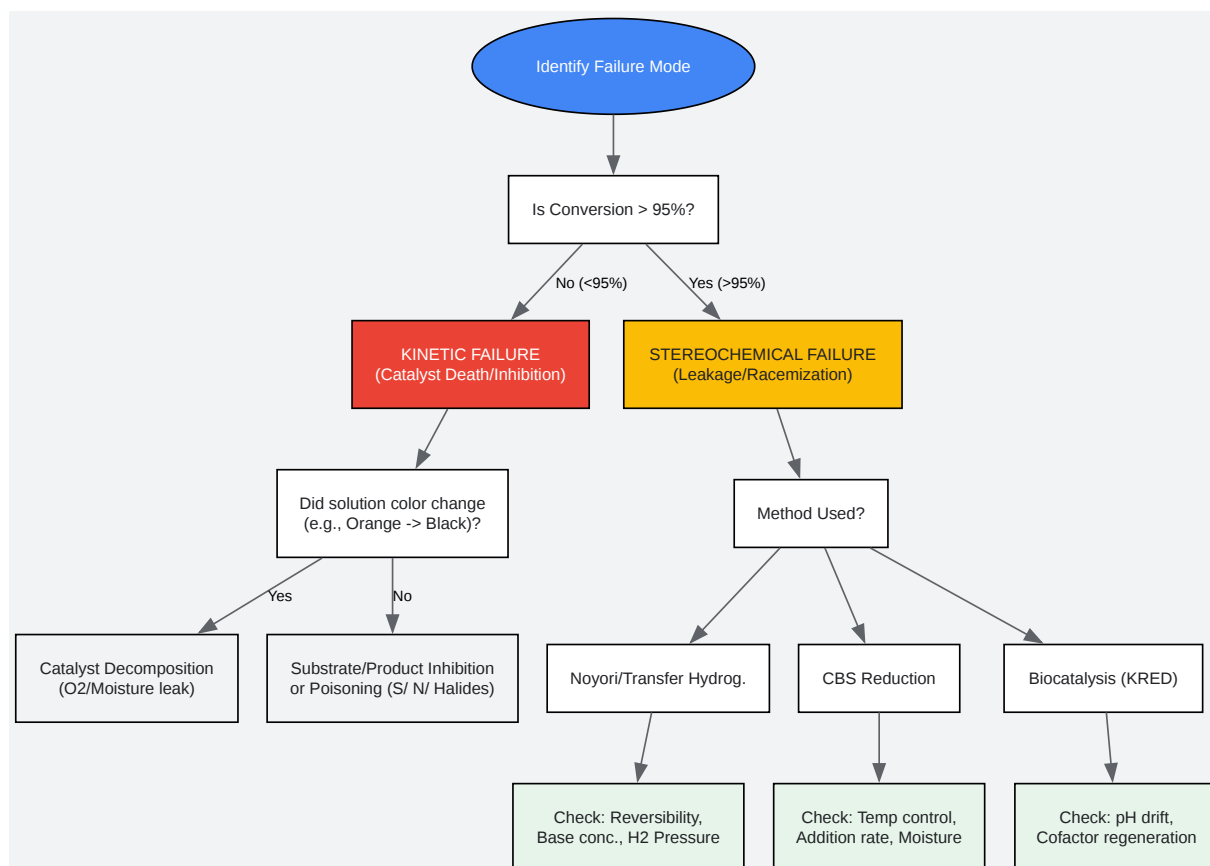 Identify Failure Mode
Is Conversion > 95%?
No (<95%)
Yes (>95%)
KINETIC FAILURE
(Catalyst Death/Inhibition)
STEREOCHEMICAL FAILURE
(Leakage/Racemization)
Did solution color change
(e.g., Orange -> Black)?
Method Used?
Yes
No
Catalyst Decomposition
(O2/Moisture leak)
Substrate/Product Inhibition
or Poisoning (S/ N/ Halides)
Noyori/Transfer Hydrog.
CBS Reduction
Biocatalysis (KRED)
Check: Reversibility,
Base conc., H2 Pressure
Check: Temp control,
Addition rate, Moisture
Check: pH drift,
Cofactor regeneration